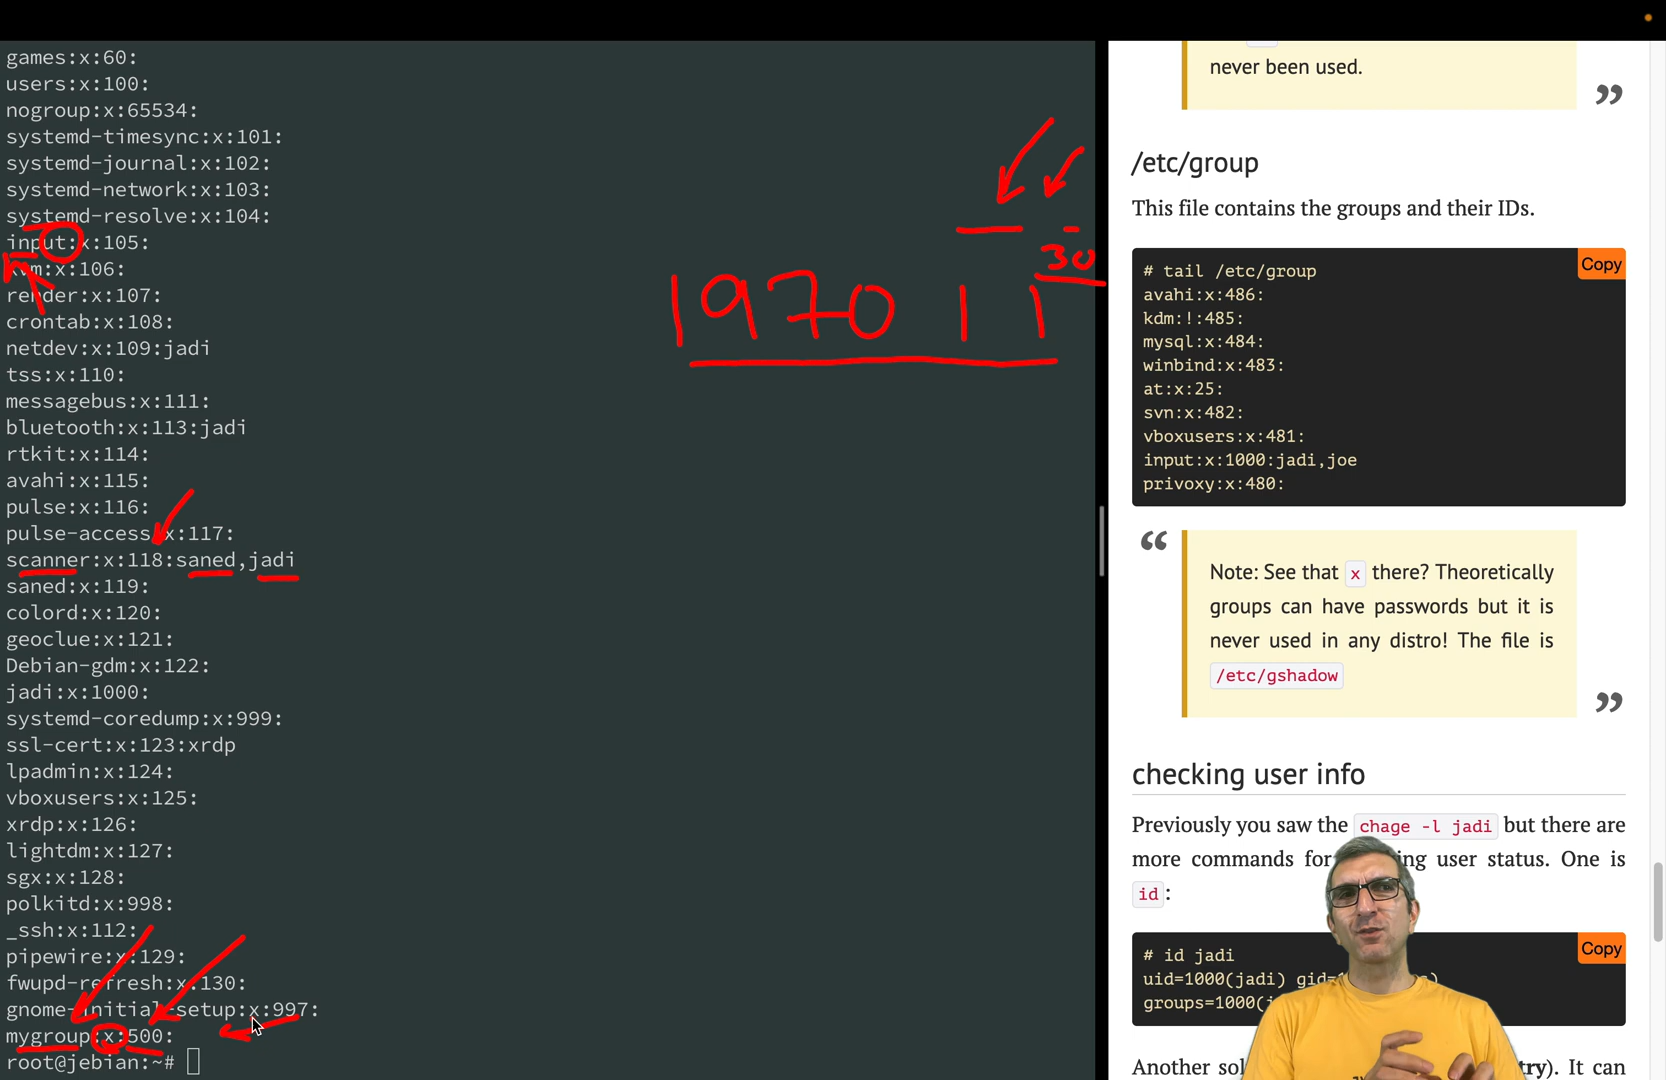 games:x:60:
users:x:100:
nogroup:x:65534:
systemd-timesync:x:101:
systemd-journal:x:102:
systemd-network:x:103:
systemd-resolve:x:104:
input:x:105:
kvm:x:106:
render:x:107:
crontab:x:108:
netdev:x:109:jadi
tss:x:110:
messagebus:x:111:
bluetooth:x:113:jadi
rtkit:x:114:
avahi:x:115:
pulse:x:116:
pulse-access:x:117:
scanner:x:118:saned,jadi
saned:x:119:
colord:x:120:
geoclue:x:121:
Debian-gdm:x:122:
jadi:x:1000:
systemd-coredump:x:999:
ssl-cert:x:123:xrdp
lpadmin:x:124:
vboxusers:x:125:
xrdp:x:126:
lightdm:x:127:
sgx:x:128:
polkitd:x:998:
_ssh:x:112:
pipewire:x:129:
fwupd-refresh:x:130:
gnome-initial-setup:x:997:
mygroup:x:500:
root@jebian:~#
30
1970 1 1
never been used.
”
/etc/group
This file contains the groups and their IDs.
Copy
# tail /etc/group
avahi:x:486:
kdm:!:485:
mysql:x:484:
winbind:x:483:
at:x:25:
svn:x:482:
vboxusers:x:481:
input:x:1000:jadi,joe
privoxy:x:480:
“
Note: See that x there? Theoretically
groups can have passwords but it is
never used in any distro! The file is
/etc/gshadow
”
checking user info
Previously you saw the chage -l jadi but there are
more commands for ing user status. One is
id:
Copy
# id jadi
uid=1000(jadi) gid=
groups=1000(
Another try). It can